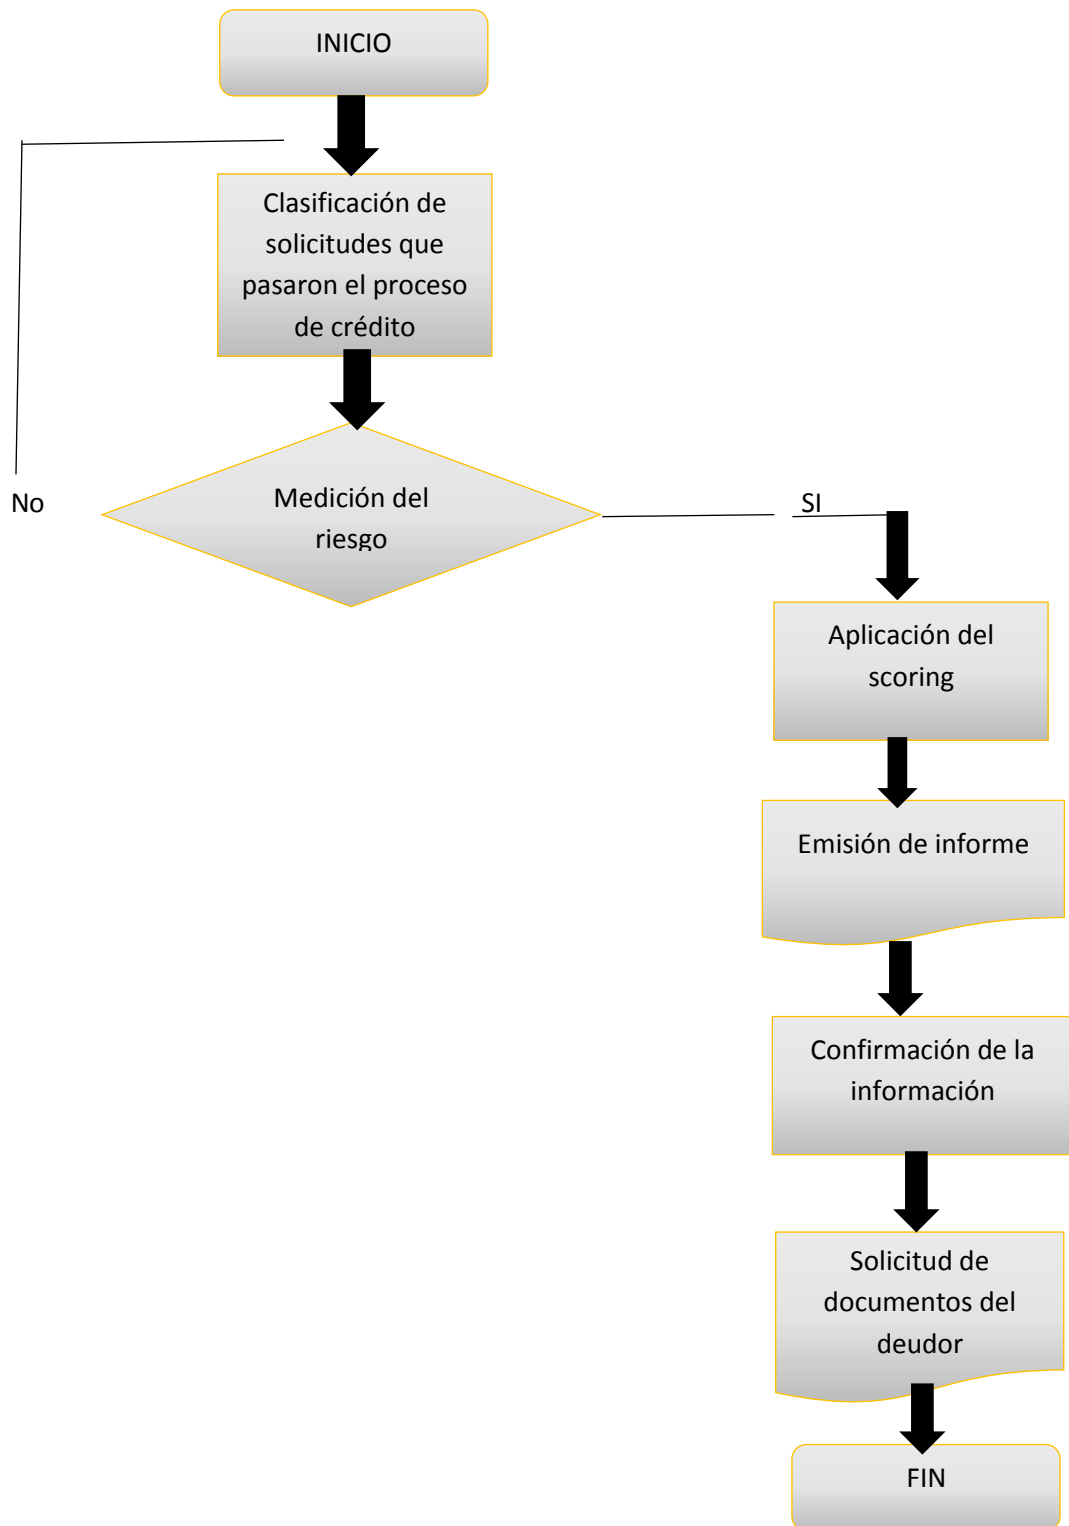 INICIO
Clasificación de
solicitudes que
pasaron el proceso
de crédito
No
Medición del
riesgo
SI
Aplicación del
scoring
Emisión de informe
Confirmación de la
información
Solicitud de
documentos del
deudor
FIN